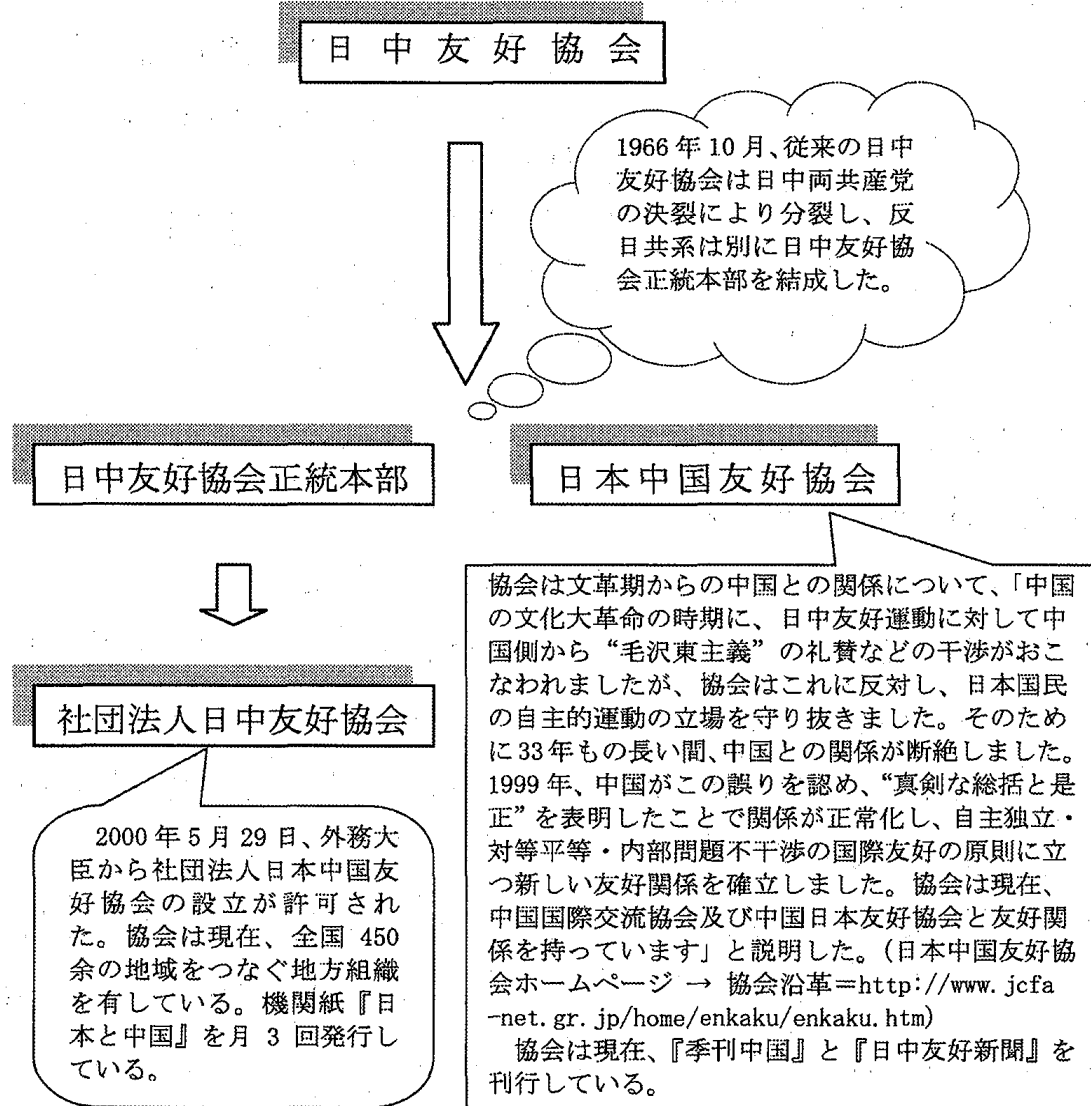 日中友好協会
1966年10月、従来の日中
友好協会は日中両共産党
の決裂により分裂し、反
日共系は別に日中友好協
会正統本部を結成した。
日中友好協会正統本部
日本中国友好協会
社団法人日中友好協会
2000年5月29日、外務大
臣から社団法人日本中国友
好協会の設立が許可され
た。協会は現在、全国 450
余の地域をつなぐ地方組織
を有している。機関紙『日
本と中国』を月 3 回発行し
ている。
協会は文革期からの中国との関係について、「中国
の文化大革命の時期に、日中友好運動に対して中
国側から“毛沢東主義”の礼賛などの干渉がおこ
なわれましたが、協会はこれに反対し、日本国民
の自主的運動の立場を守り抜きました。そのため
に33年もの長い間、中国との関係が断絶しました。
1999年、中国がこの誤りを認め、“真剣な総括と是
正”を表明したことで関係が正常化し、自主独立・
対等平等・内部問題不干渉の国際友好の原則に立
つ新しい友好関係を確立しました。協会は現在、
中国国際交流協会及び中国日本友好協会と友好関
係を持っています」と説明した。(日本中国友好協
会ホームページ → 協会沿革=http://www.jcfa
-net.gr.jp/home/enkaku/enkaku.htm)
協会は現在、『季刊中国』と『日中友好新聞』を
刊行している。